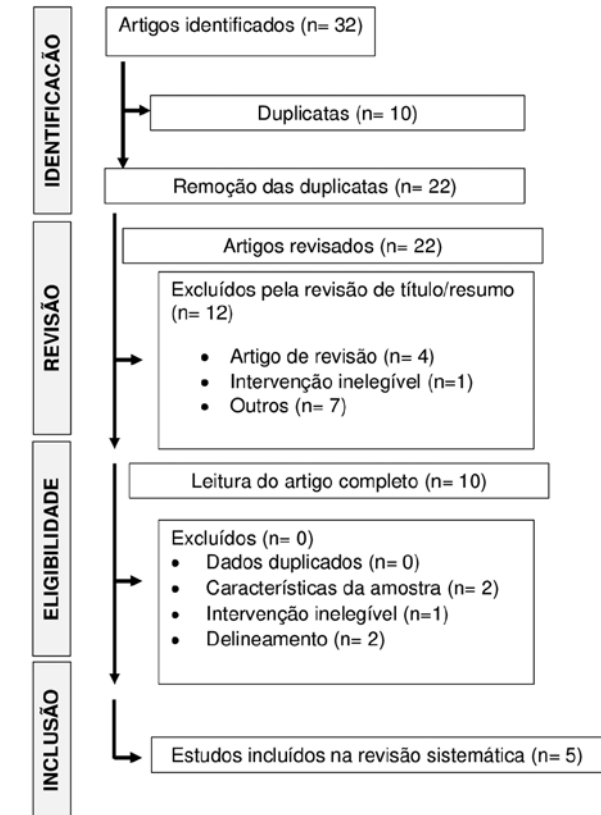 IDENTIFICAÇÃO
Artigos identificados (n= 32)
Duplicatas (n= 10)
Remoção das duplicatas (n= 22)
REVISÃO
Artigos revisados (n= 22)
Excluídos pela revisão de título/resumo
(n= 12)
• Artigo de revisão (n= 4)
• Intervenção inelegível (n=1)
• Outros (n= 7)
ELIGIBILIDADE
Leitura do artigo completo (n= 10)
Excluídos (n= 0)
• Dados duplicados (n= 0)
• Características da amostra (n= 2)
• Intervenção inelegível (n=1)
• Delineamento (n= 2)
INCLUSÃO
Estudos incluídos na revisão sistemática (n= 5)